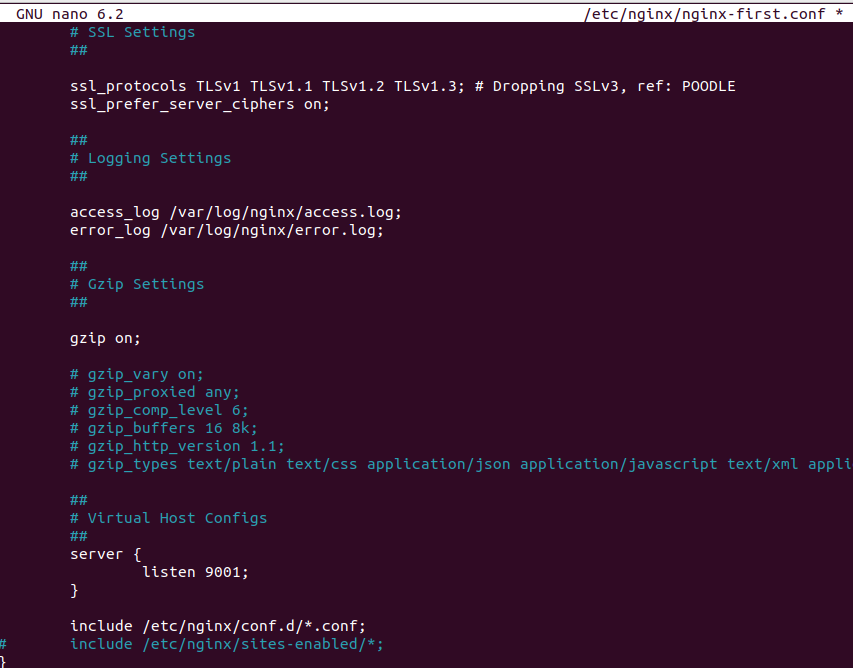 GNU nano 6.2 /etc/nginx/nginx-first.conf *
# SSL Settings
##
ssl_protocols TLSv1 TLSv1.1 TLSv1.2 TLSv1.3; # Dropping SSLv3, ref: POODLE
ssl_prefer_server_ciphers on;
##
# Logging Settings
##
access_log /var/log/nginx/access.log;
error_log /var/log/nginx/error.log;
##
# Gzip Settings
##
gzip on;
# gzip_vary on;
# gzip_proxied any;
# gzip_comp_level 6;
# gzip_buffers 16 8k;
# gzip_http_version 1.1;
# gzip_types text/plain text/css application/json application/javascript text/xml appli
##
# Virtual Host Configs
##
server {
listen 9001;
}
include /etc/nginx/conf.d/*.conf;
# include /etc/nginx/sites-enabled/*;
}